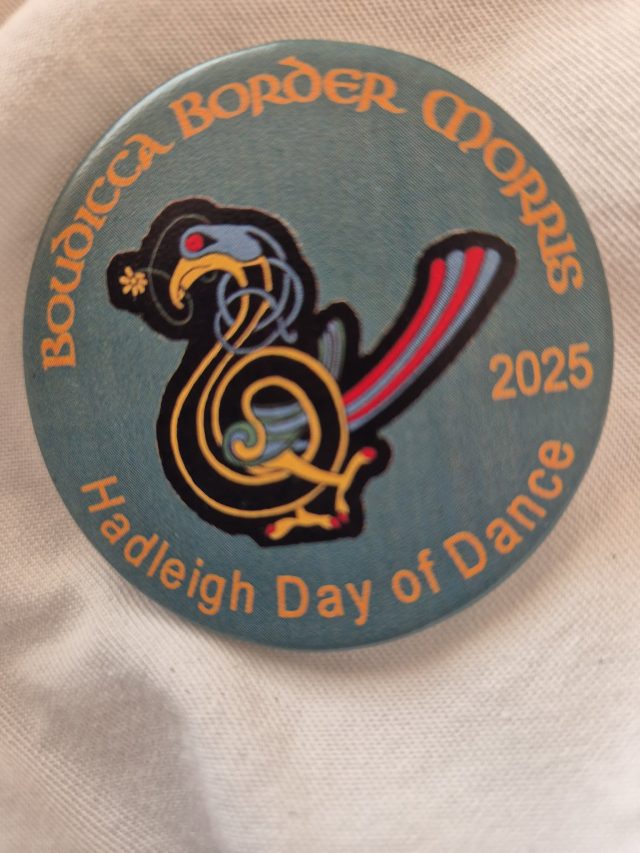 Boudicca Border Morris
2025
Hadleigh Day of Dance